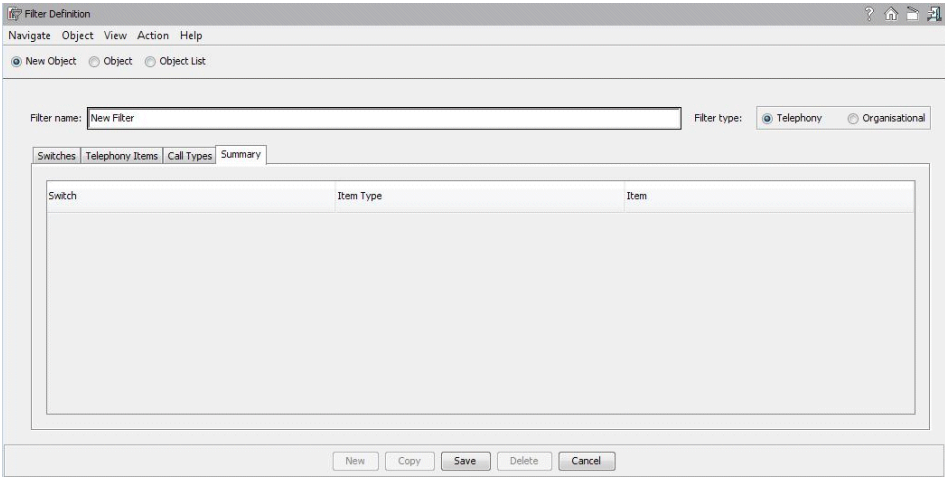 Filter Definition
?
Navigate Object View Action Help
New Object Object Object List
Filter name: New Filter Filter type: Telephony Organisational
Switches Telephony Items Call Types Summary
Switch Item Type Item
New Copy Save Delete Cancel